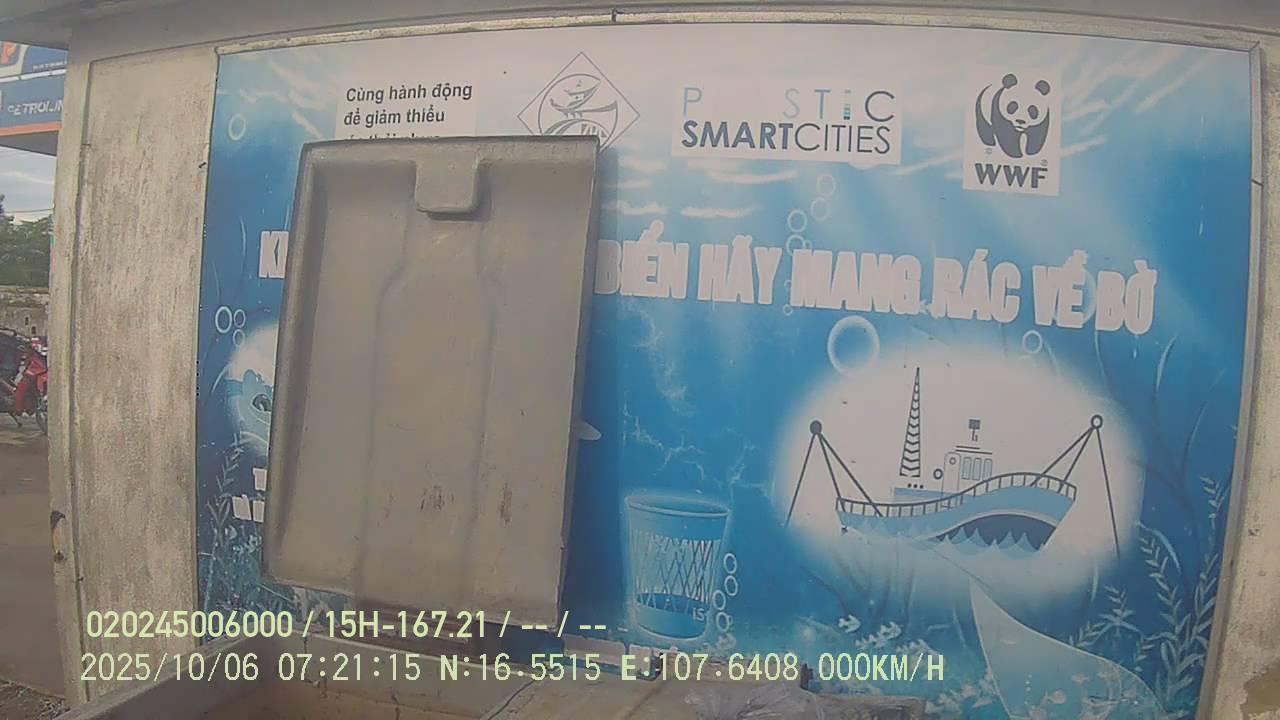 Cùng hành động
để giảm thiểu
P STiC
SMARTCITIES
WWF
BIỂN HÃY MANG RÁC VỀ BỜ
020245006000 / 15H-167.21 / -- / --
2025/10/06 07:21:15 N:16.5515 E:107.6408 000KM/H